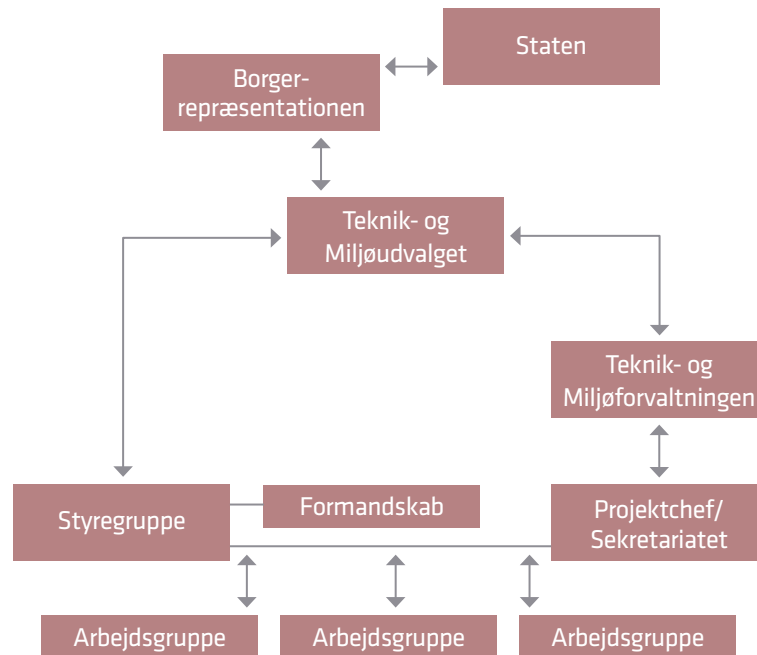 Staten
Borger-
repræsentationen
Teknik- og
Miljøudvalget
Teknik- og
Miljøforvaltningen
Styregruppe
Formandskab
Projektchef/
Sekretariatet
Arbejdsgruppe
Arbejdsgruppe
Arbejdsgruppe